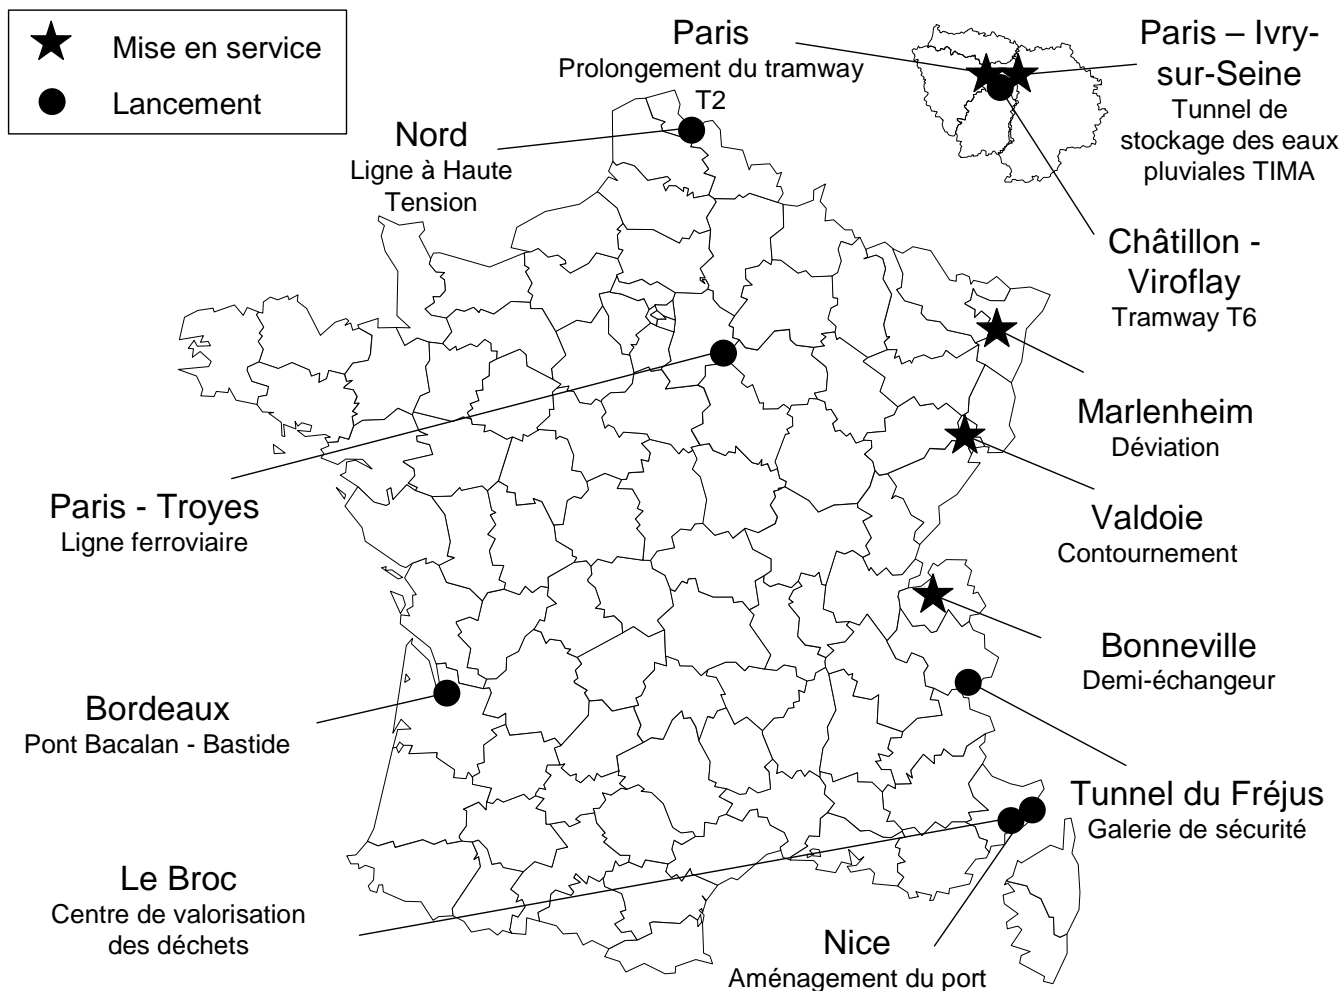 Mise en service
Lancement
Paris
Prolongement du tramway
T2
Paris – Ivry-
sur-Seine
Tunnel de
stockage des eaux
pluviales TIMA
Nord
Ligne à Haute
Tension
Châtillon -
Viroflay
Tramway T6
Marlenheim
Déviation
Paris - Troyes
Ligne ferroviaire
Valdoie
Contournement
Bonneville
Demi-échangeur
Bordeaux
Pont Bacalan - Bastide
Tunnel du Fréjus
Galerie de sécurité
Le Broc
Centre de valorisation
des déchets
Nice
Aménagement du port